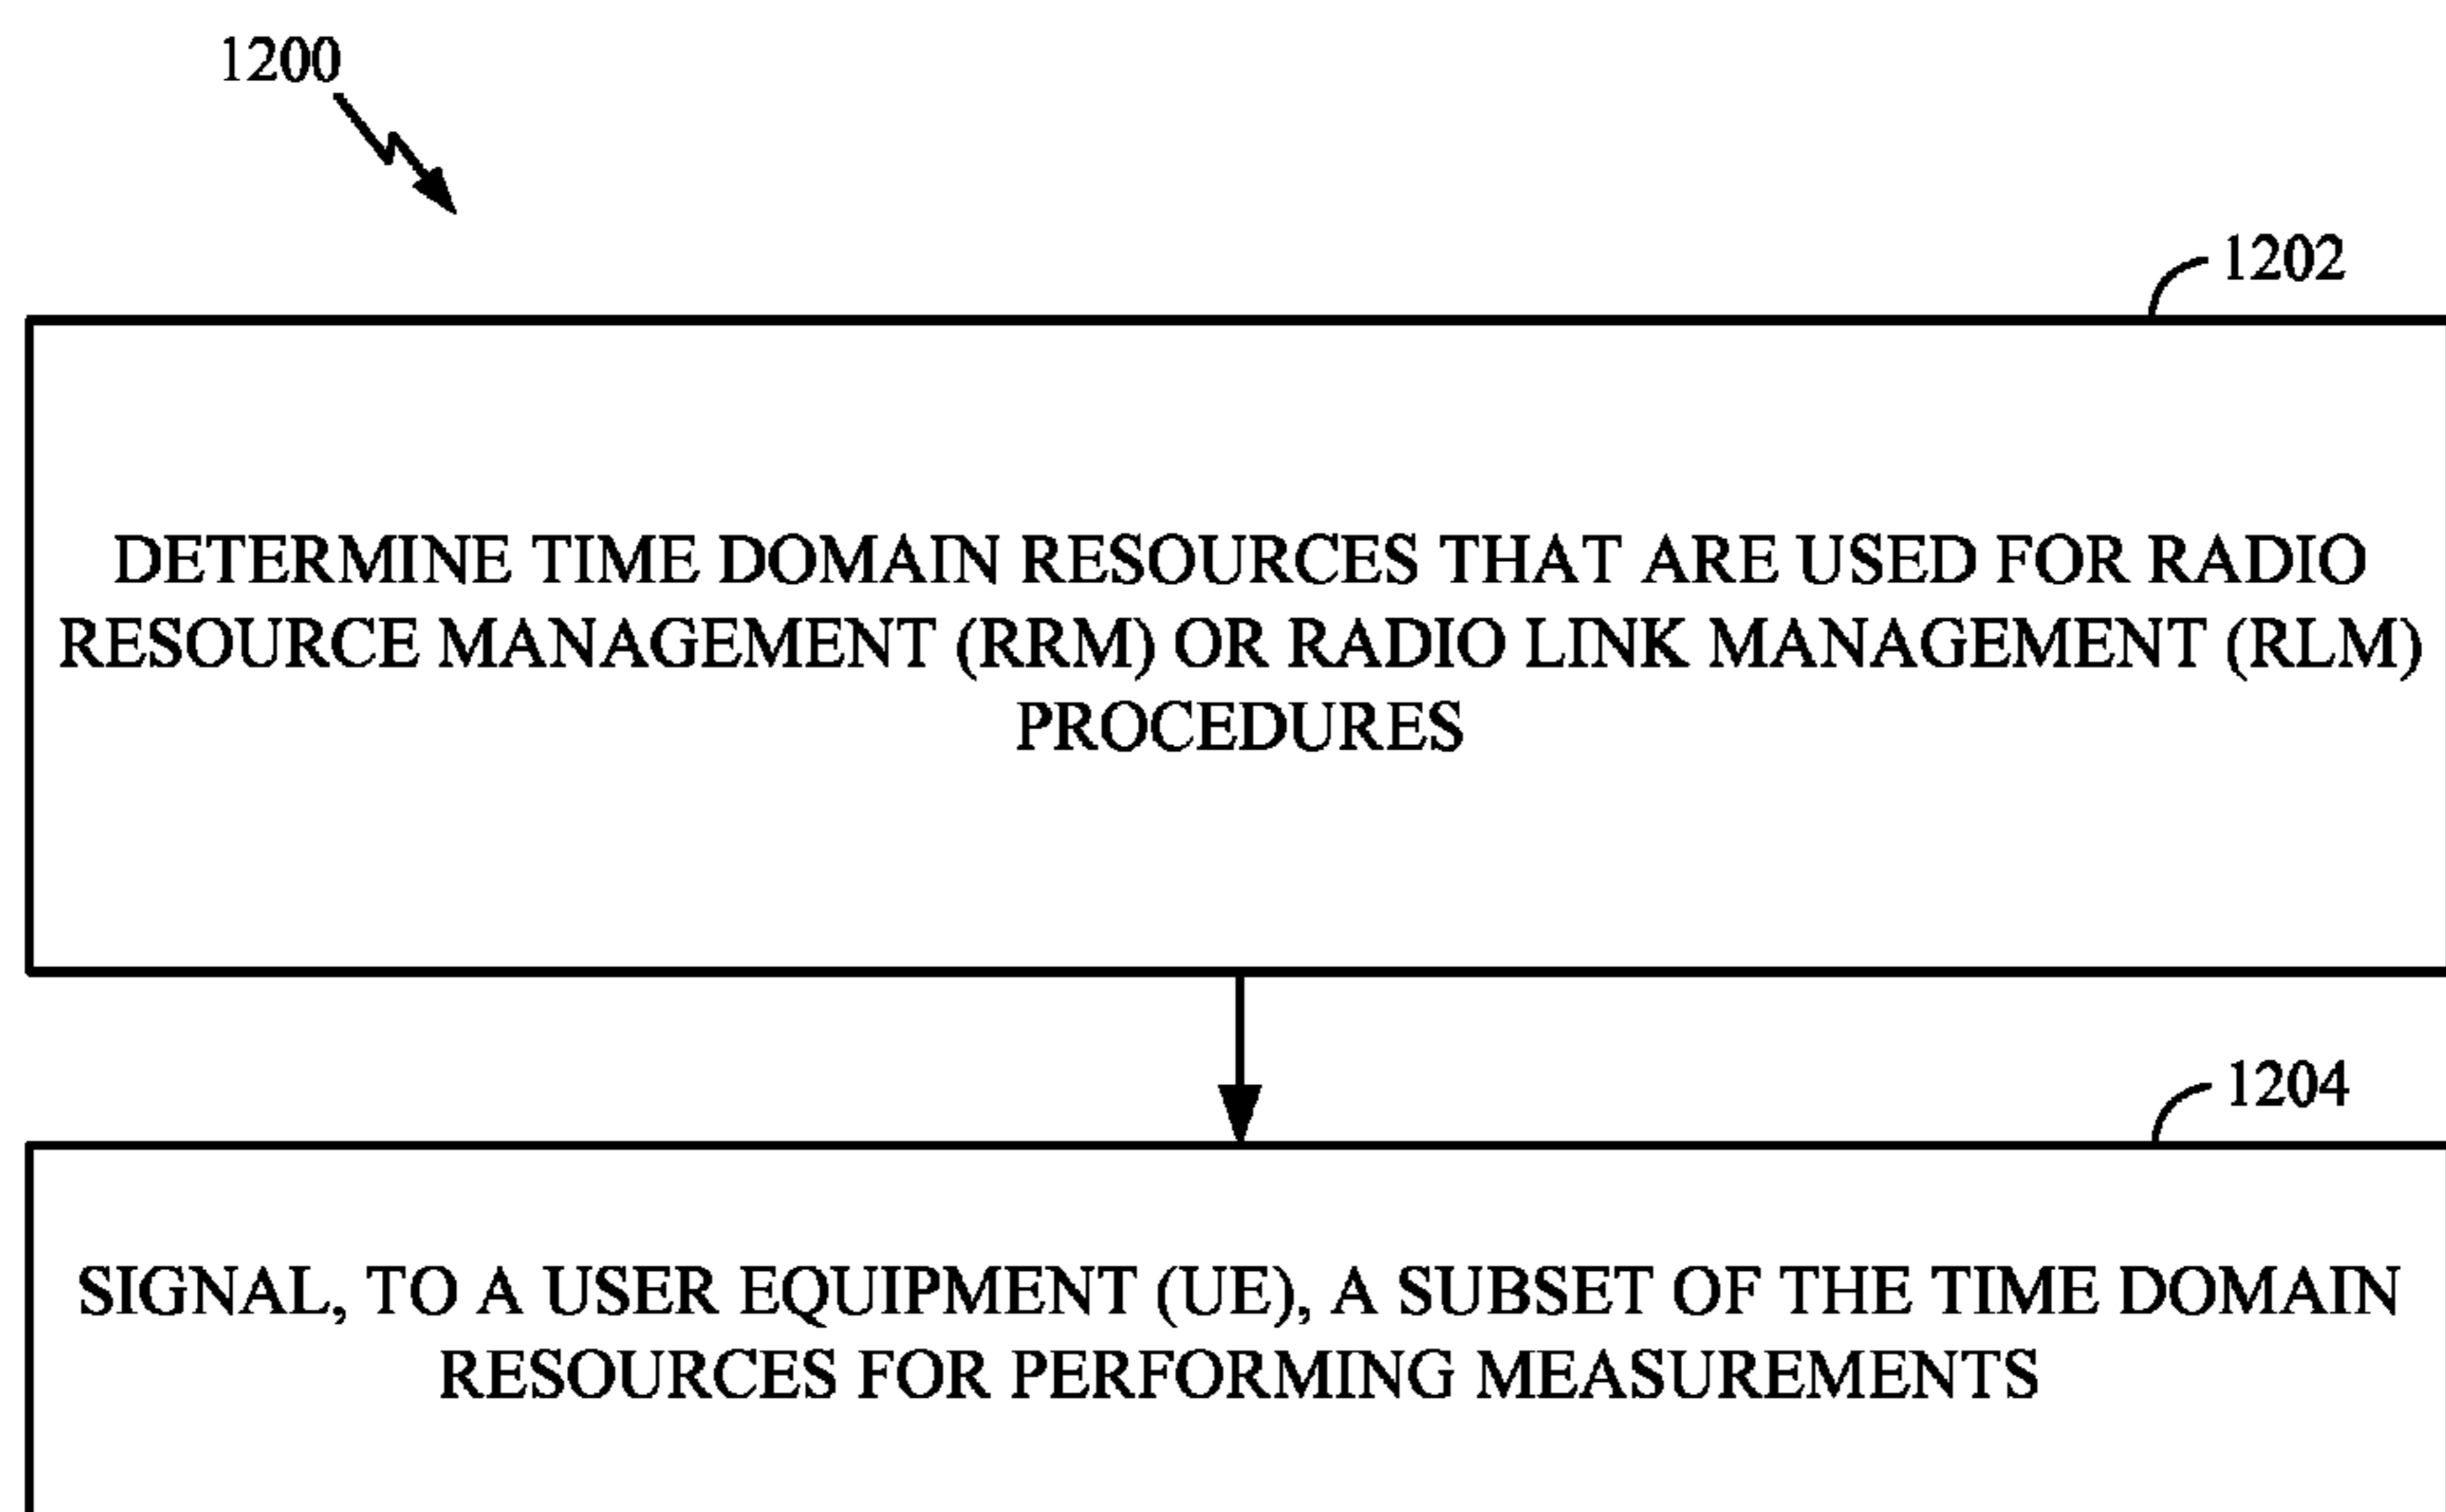 1200
1202
DETERMINE TIME DOMAIN RESOURCES THAT ARE USED FOR RADIO
RESOURCE MANAGEMENT (RRM) OR RADIO LINK MANAGEMENT (RLM)
PROCEDURES
1204
SIGNAL, TO A USER EQUIPMENT (UE), A SUBSET OF THE TIME DOMAIN
RESOURCES FOR PERFORMING MEASUREMENTS